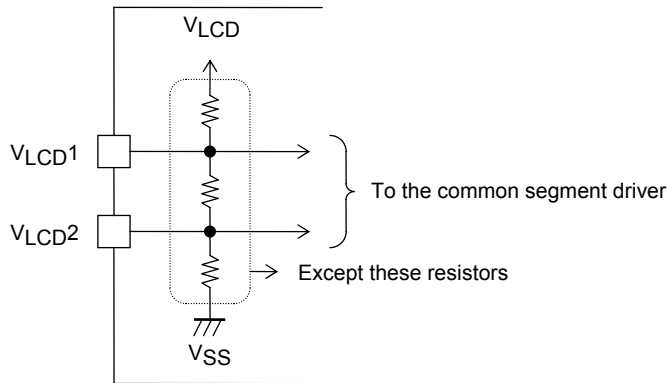 VLCD
VLCD1
To the common segment driver
VLCD2
Except these resistors
VSS